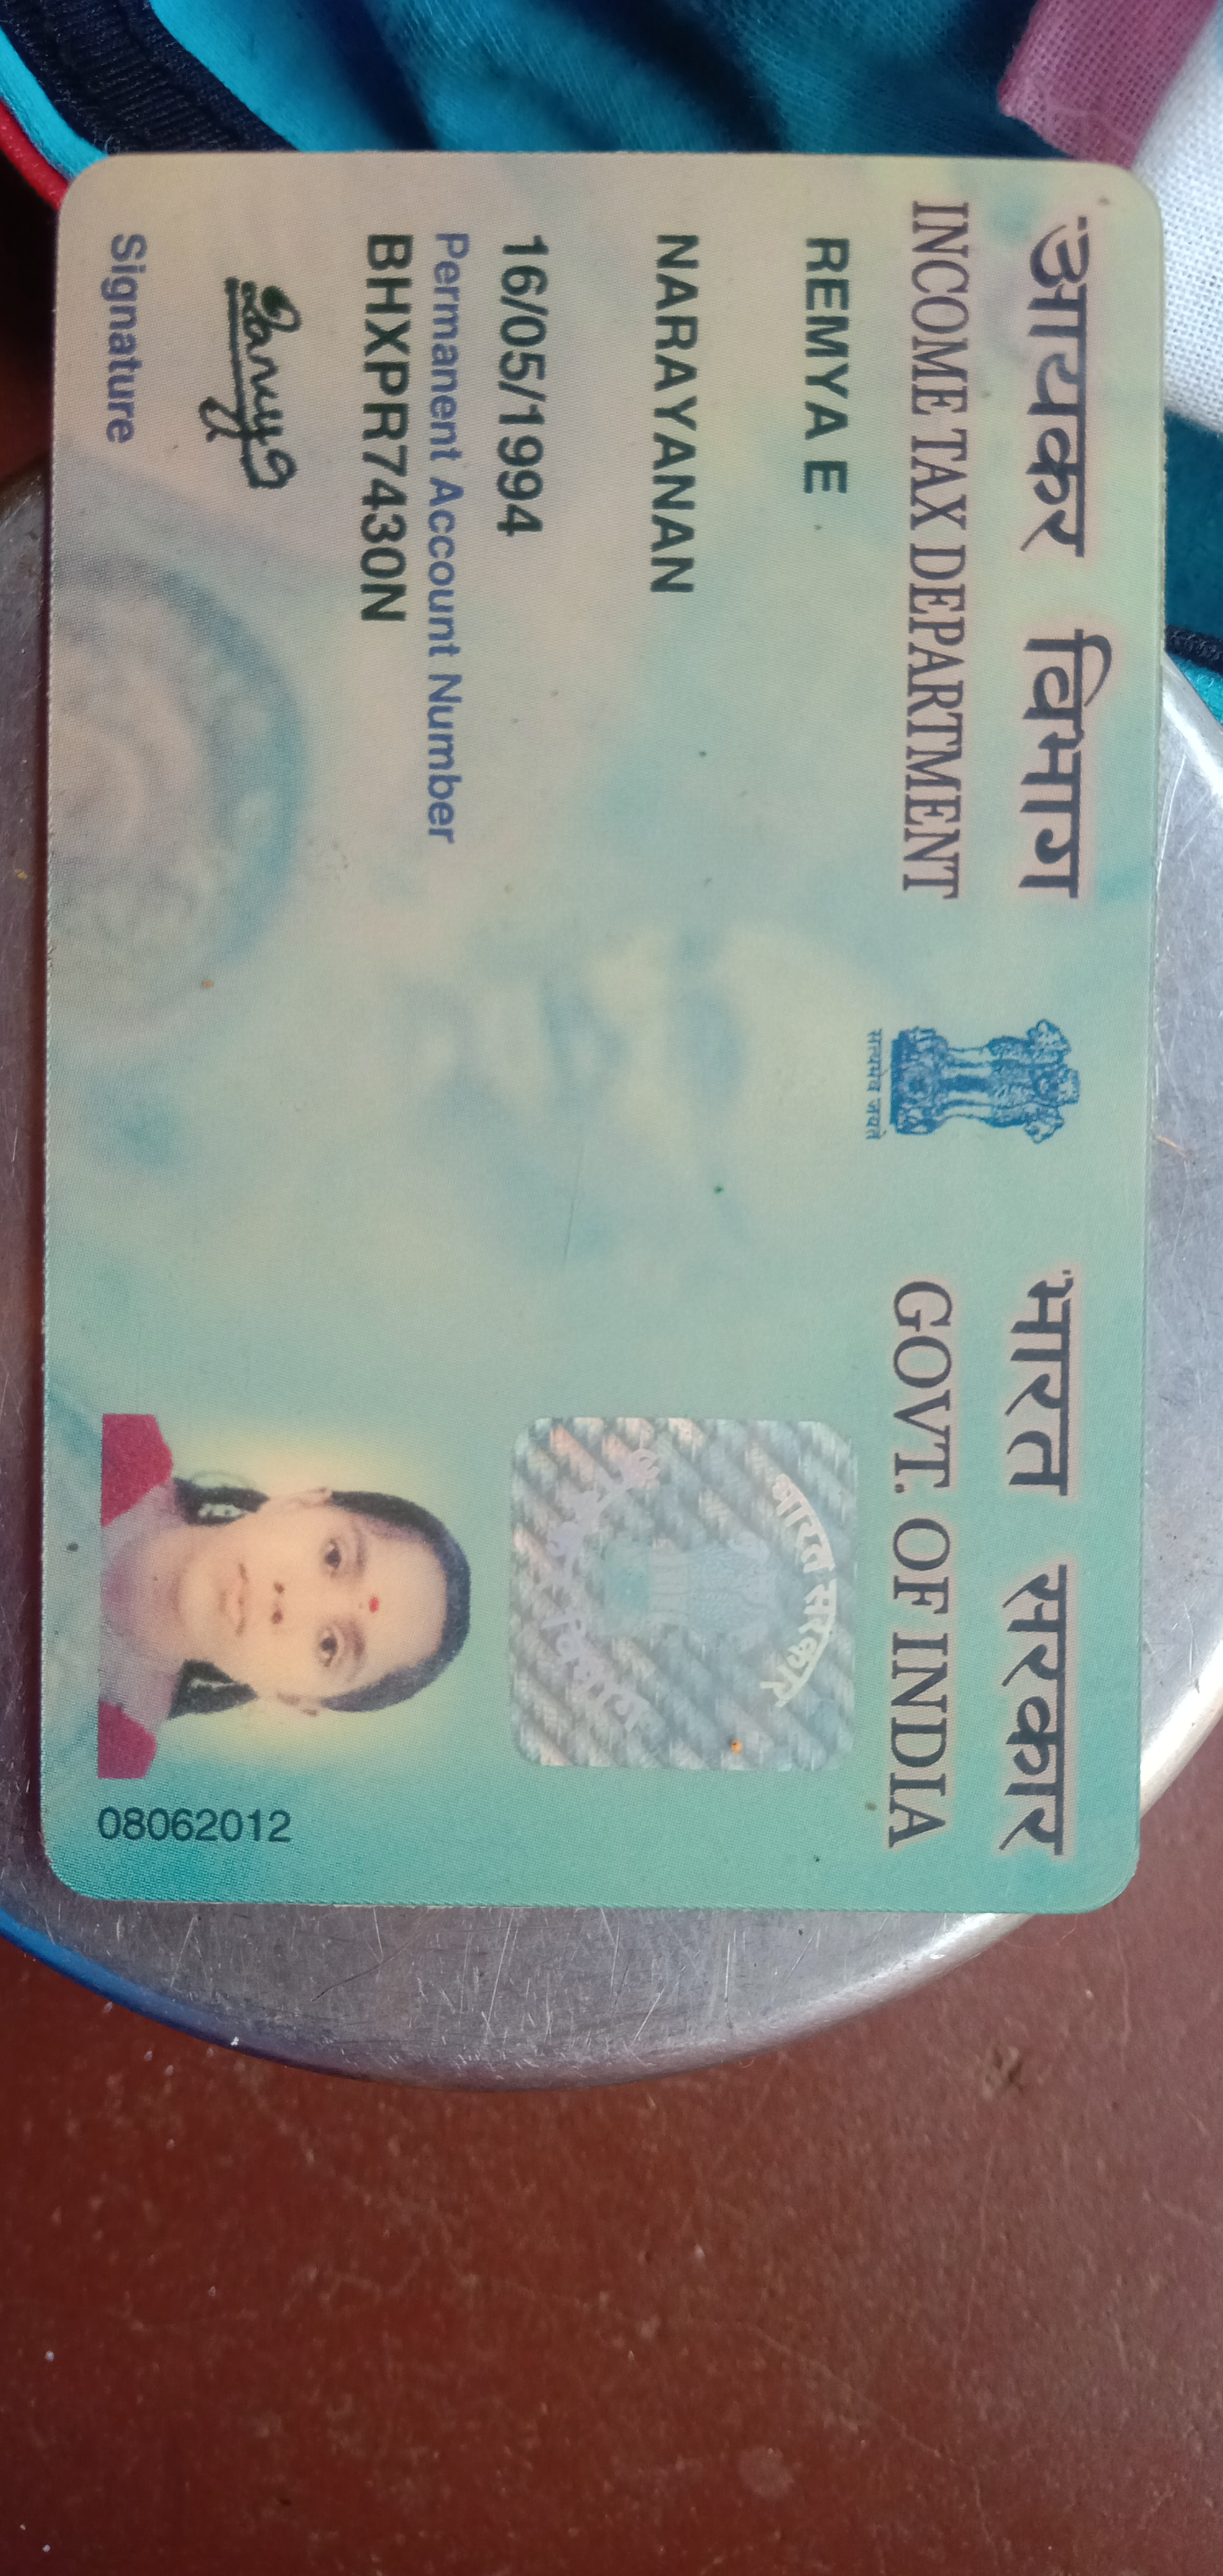 आयकर विभाग
INCOME TAX DEPARTMENT
सत्यमेव जयते
भारत सरकार
GOVT. OF INDIA
REMYA E
NARAYANAN
16/05/1994
Permanent Account Number
BHXPR7430N
Signature
भारत सरकार
08062012